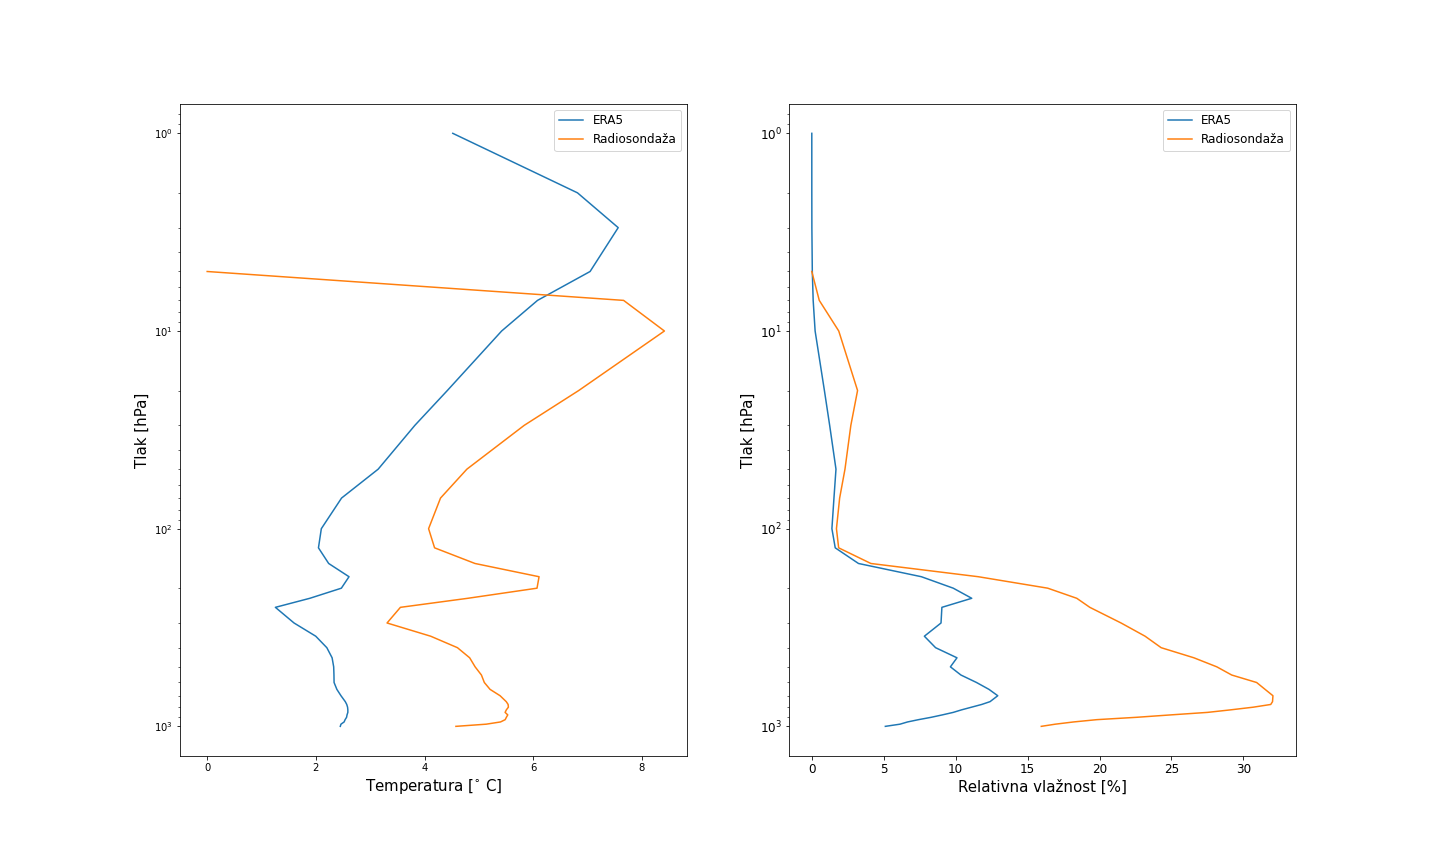 ERA5
Radiosondaža
10⁰
10¹
10²
10³
Tlak [hPa]
0 2 4 6 8
Temperatura [° C]
ERA5
Radiosondaža
10⁰
10¹
10²
10³
Tlak [hPa]
0 5 10 15 20 25 30
Relativna vlažnost [%]